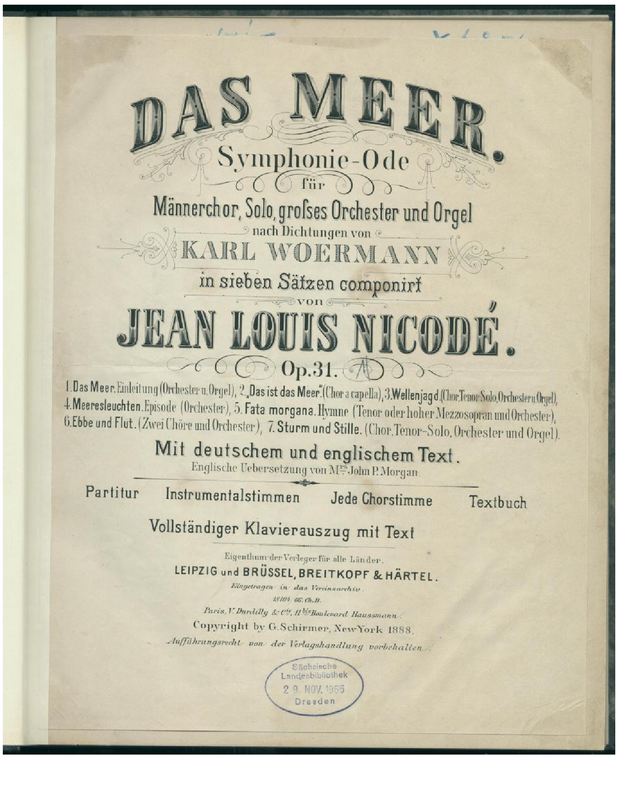 DAS MEER.
Symphonie-Ode
für
Männerchor, Solo, großes Orchester und Orgel
nach Dichtungen von
KARL WOERMANN
in sieben Sätzen componirt
von
JEAN LOUIS NICODÉ.
Op. 31.
1. Das Meer. Einleitung (Orchester u. Orgel), 2. „Das ist das Meer." (Chor a capella), 3. Wellenjagd. (Chor, Tenor-Solo, Orchester u. Orgel),
4. Meeresleuchten. Episode (Orchester), 5. Fata morgana. Hymne (Tenor oder hoher Mezzosopran und Orchester),
6. Ebbe und Flut. (Zwei Chöre und Orchester), 7. Sturm und Stille. (Chor, Tenor-Solo, Orchester und Orgel).
Mit deutschem und englischem Text.
Englische Uebersetzung von Mrs John P. Morgan
Partitur Instrumentalstimmen Jede Chorstimme Textbuch
Vollständiger Klavierauszug mit Text
Eigenthum der Verleger für alle Länder.
LEIPZIG und BRÜSSEL, BREITKOPF & HÄRTEL.
Eingetragen in das Vereinsarchiv.
Paris, V. Durdilly & Cie, 11 bis Boulevard Haussmann.
Copyright by G. Schirmer, New York 1888.
Aufführungsrecht von der Verlagshandlung vorbehalten.
Sächsische
Landesbibliothek
29. NOV. 1966
Dresden